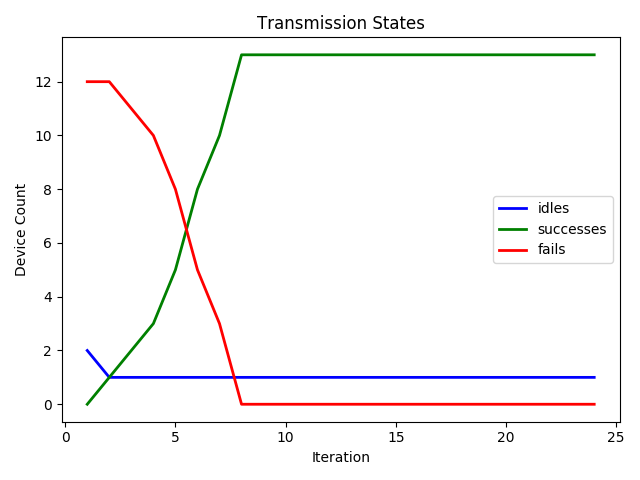 Transmission States
Device Count
12
10
8
6
4
2
0
idles
successes
fails
0 5 10 15 20 25
Iteration